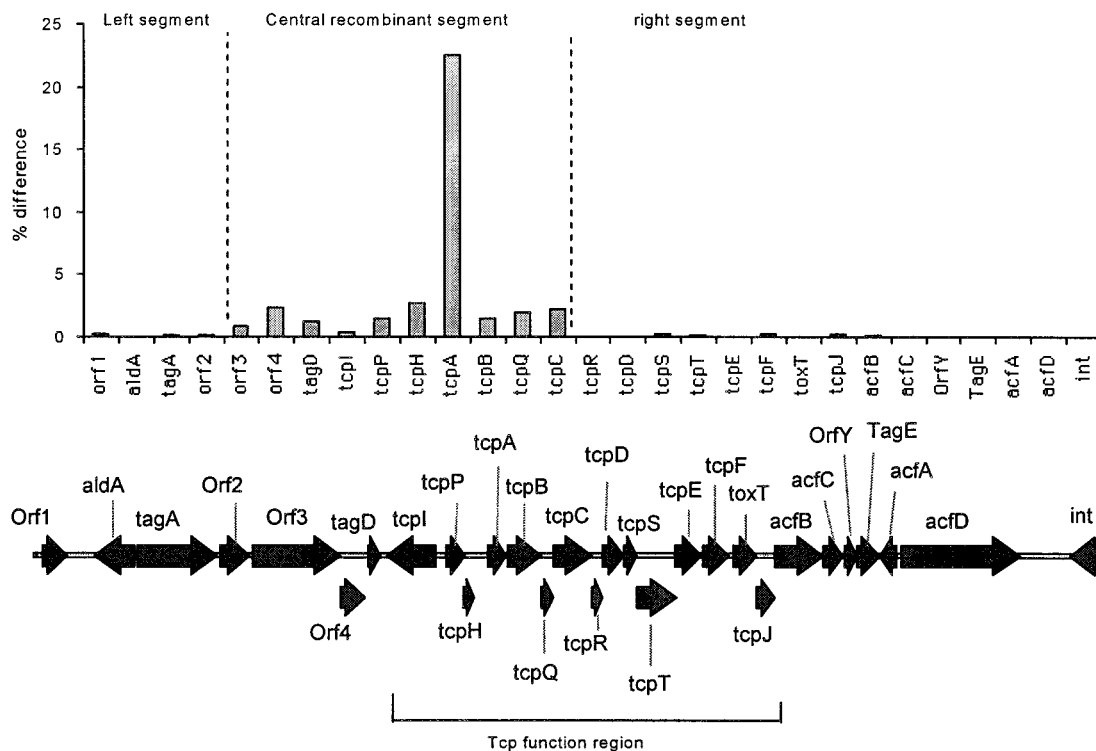 Left segment Central recombinant segment right segment
25
20
15
10
5
0
% difference
orf1 aldA tagA orf2 orf3 orf4 tagD tcpI tcpP tcpH tcpA tcpB tcpQ tcpC tcpR tcpD tcpS tcpT tcpE tcpF toxT tcpJ acfB acfC OrfY TagE acfA acfD int
tcpA OrfY TagE
tcpD
aldA Orf2 tcpP tcpB tcpE tcpF acfC acfA
Orf1 tagA Orf3 tagD tcpI tcpC tcpS toxT acfB acfD int
Orf4 tcpH tcpR tcpJ
tcpQ tcpT
Tcp function region